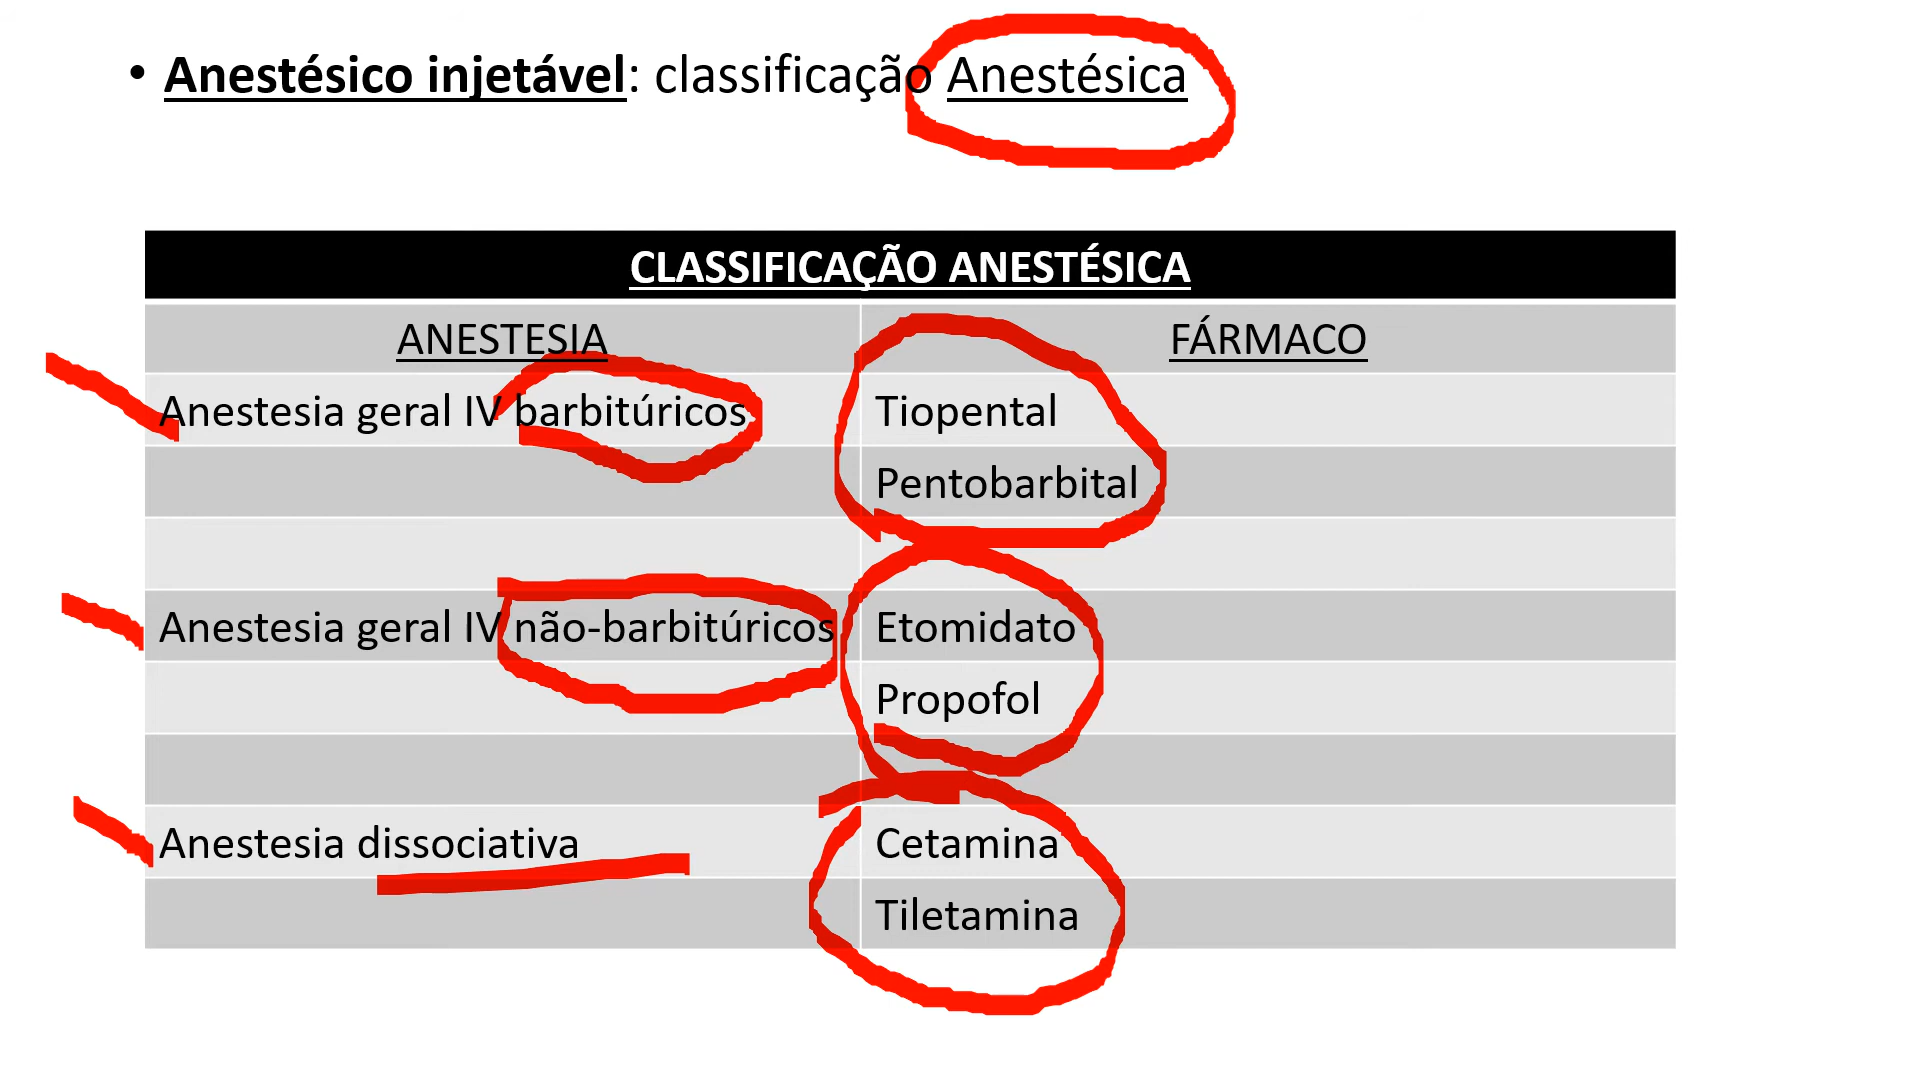 • Anestésico injetável: classificação Anestésica
CLASSIFICAÇÃO ANESTÉSICA
ANESTESIA FÁRMACO
Anestesia geral IV barbitúricos Tiopental
Pentobarbital
Anestesia geral IV não-barbitúricos Etomidato
Propofol
Anestesia dissociativa Cetamina
Tiletamina